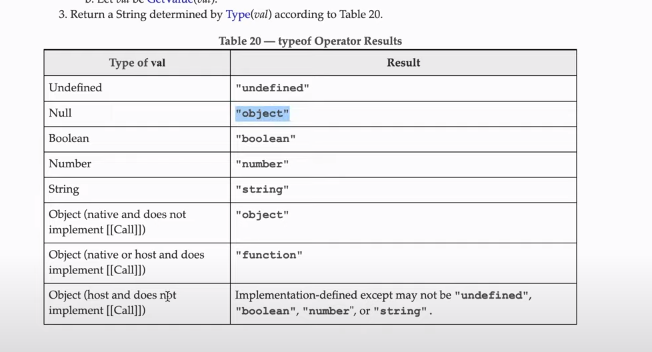 b. Let val be GetValue(val).
3. Return a String determined by Type(val) according to Table 20.
Table 20 — typeof Operator Results
Type of val Result
Undefined "undefined"
Null "object"
Boolean "boolean"
Number "number"
String "string"
Object (native and does not "object"
implement [[Call]])
Object (native or host and does "function"
implement [[Call]])
Object (host and does not Implementation-defined except may not be "undefined",
implement [[Call]]) "boolean", "number", or "string".